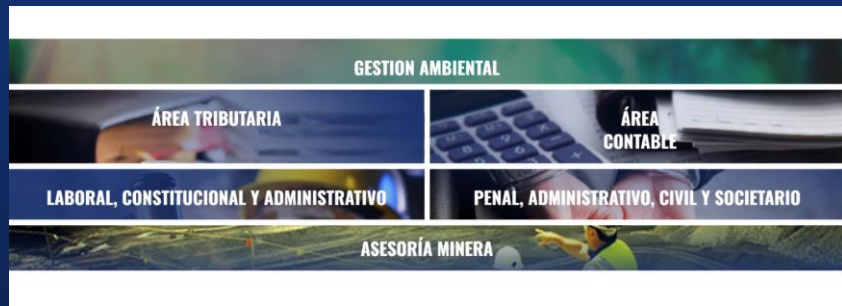 GESTION AMBIENTAL
ÁREA TRIBUTARIA
ÁREA
CONTABLE
LABORAL, CONSTITUCIONAL Y ADMINISTRATIVO
PENAL, ADMINISTRATIVO, CIVIL Y SOCIETARIO
ASESORÍA MINERA